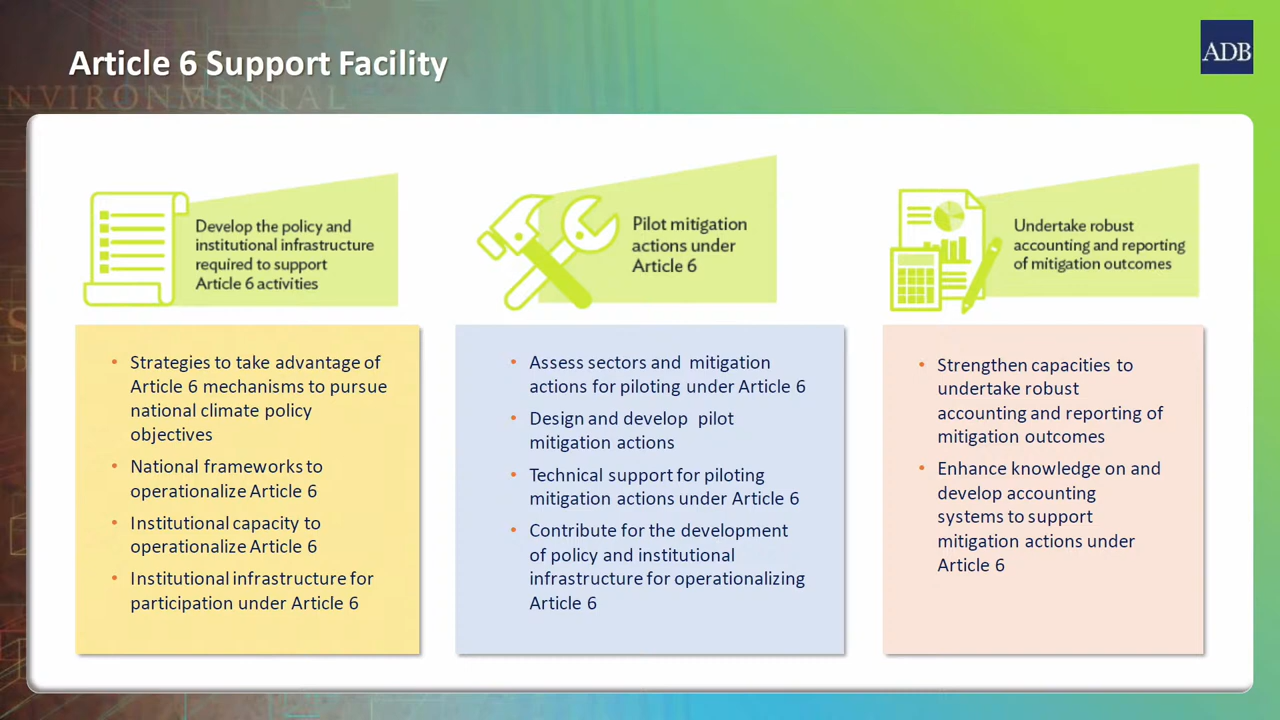 Article 6 Support Facility
ADB
NVIRONMENTAL
Develop the policy and
institutional infrastructure
required to support
Article 6 activities
Pilot mitigation
actions under
Article 6
Undertake robust
accounting and reporting
of mitigation outcomes
• Strategies to take advantage of
Article 6 mechanisms to pursue
national climate policy
objectives
• National frameworks to
operationalize Article 6
• Institutional capacity to
operationalize Article 6
• Institutional infrastructure for
participation under Article 6
• Assess sectors and mitigation
actions for piloting under Article 6
• Design and develop pilot
mitigation actions
• Technical support for piloting
mitigation actions under Article 6
• Contribute for the development
of policy and institutional
infrastructure for operationalizing
Article 6
• Strengthen capacities to
undertake robust
accounting and reporting of
mitigation outcomes
• Enhance knowledge on and
develop accounting
systems to support
mitigation actions under
Article 6